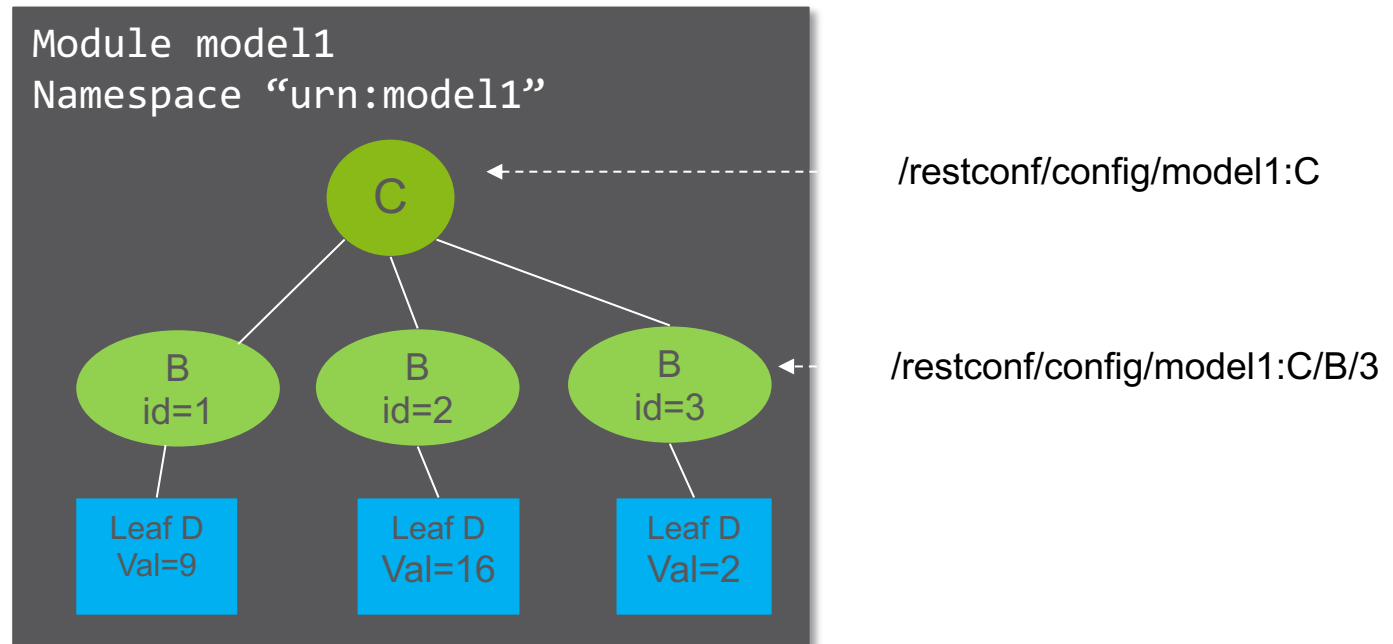 Module model1
Namespace “urn:model1”
C
/restconf/config/model1:C
B
id=1
B
id=2
B
id=3
/restconf/config/model1:C/B/3
Leaf D
Val=9
Leaf D
Val=16
Leaf D
Val=2